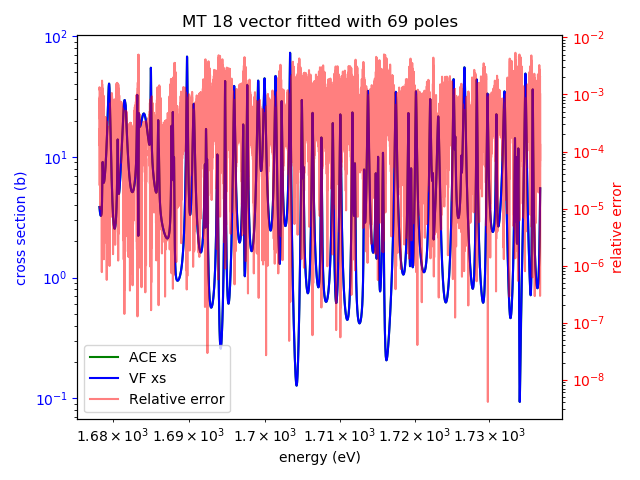 MT 18 vector fitted with 69 poles
10²
10¹
10⁰
10⁻¹
cross section (b)
10⁻²
10⁻³
10⁻⁴
10⁻⁵
10⁻⁶
10⁻⁷
10⁻⁸
relative error
ACE xs
VF xs
Relative error
1.68 × 10³ 1.69 × 10³ 1.7 × 10³ 1.71 × 10³ 1.72 × 10³ 1.73 × 10³
energy (eV)